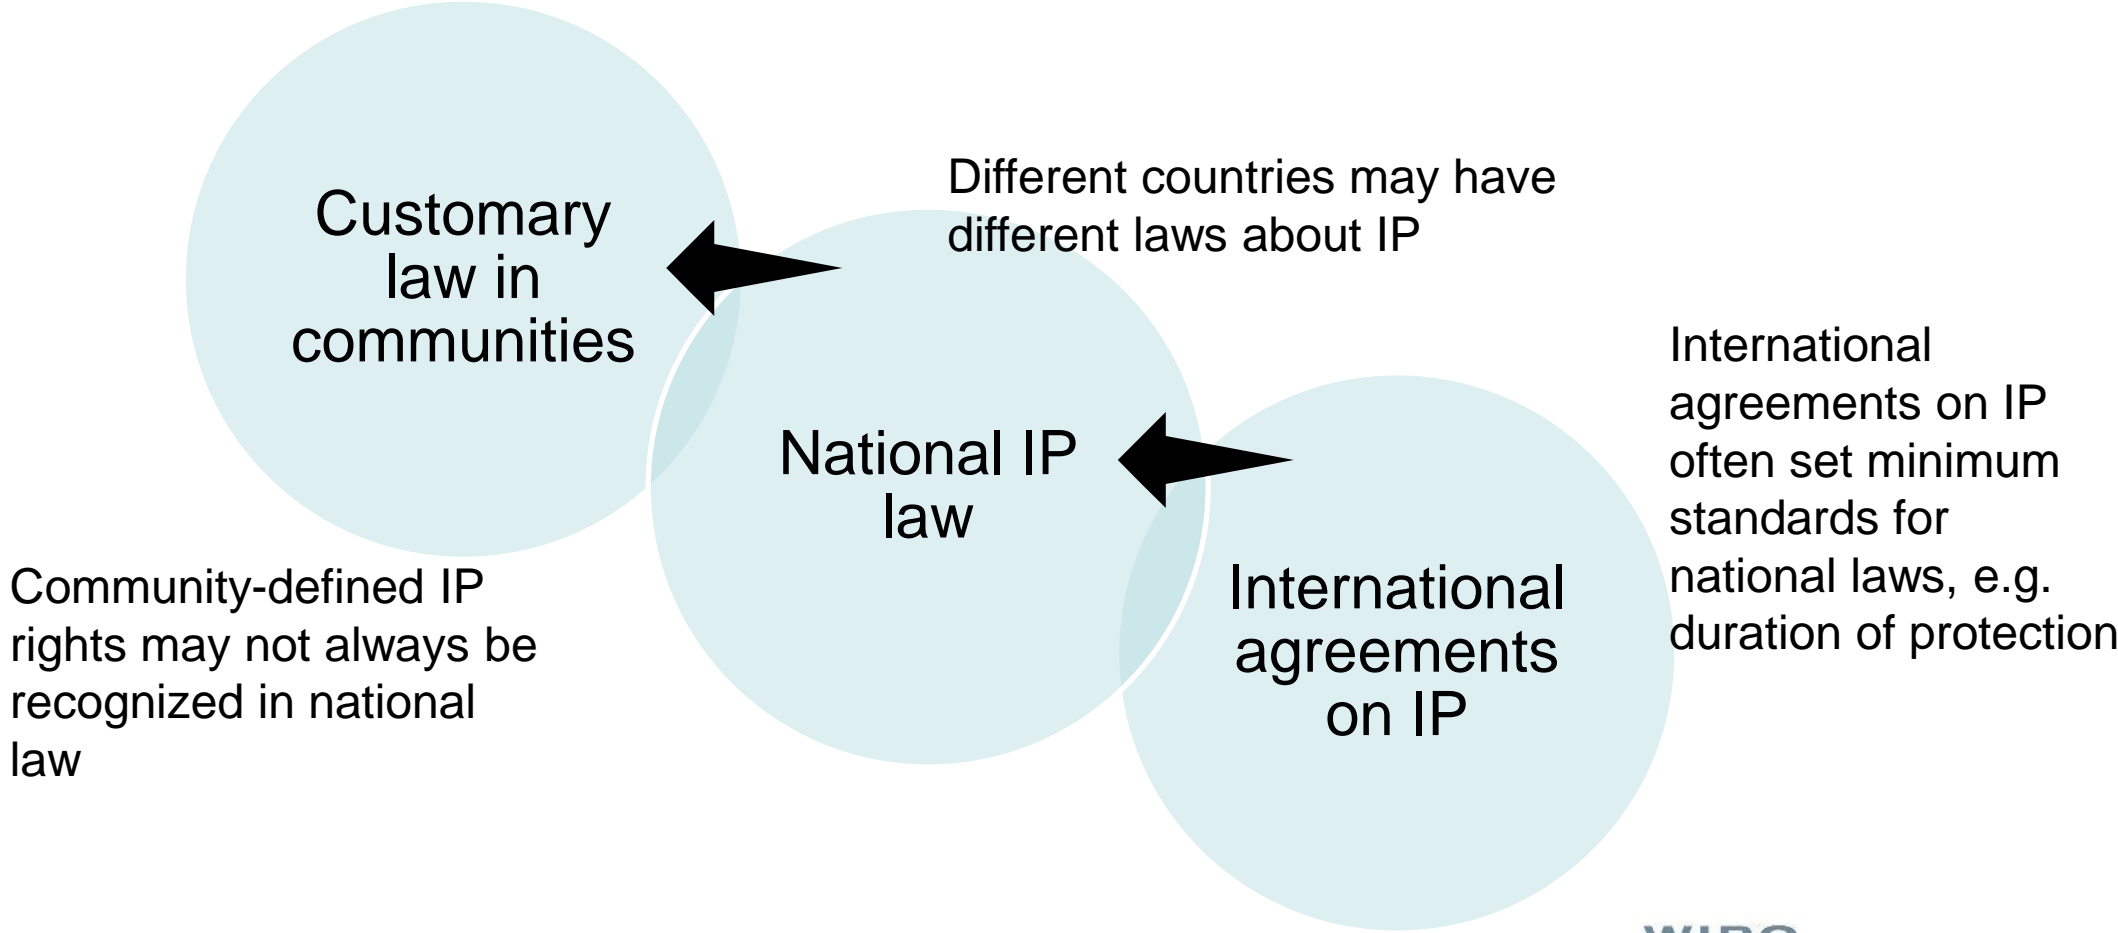 Customary
law in
communities
Different countries may have
different laws about IP
National IP
law
International
agreements on IP
often set minimum
standards for
national laws, e.g.
duration of protection
International
agreements
on IP
Community-defined IP
rights may not always be
recognized in national
law